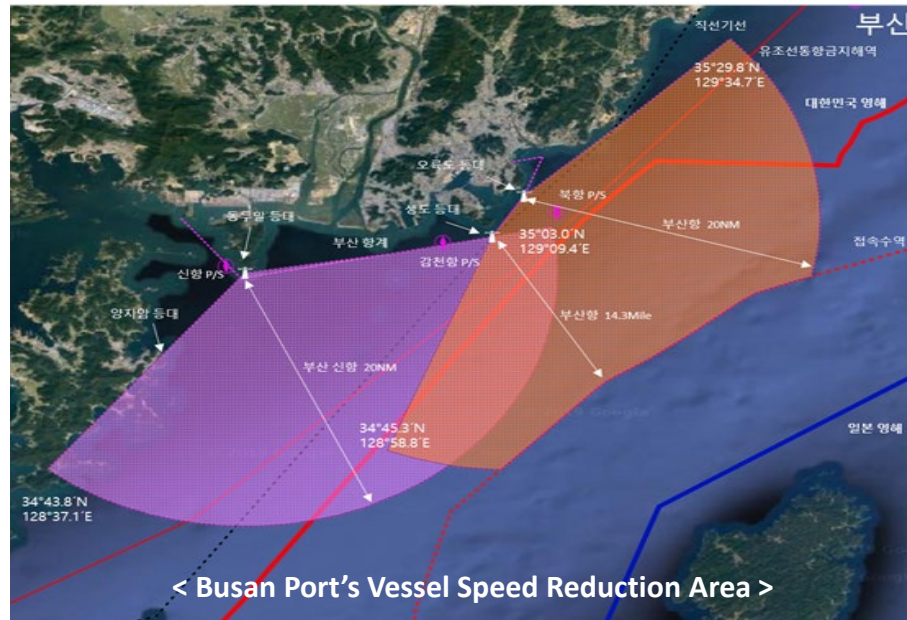 부산
직선기선
유조선통항금지해역
35°29.8´N
129°34.7´E
대한민국 영해
오륙도 등대
북항 P/S
생도 등대
동두말 등대
35°03.0´N
129°09.4´E
부산항 20NM
접속수역
부산 항계
감천항 P/S
신항 P/S
양지암 등대
부산항 14.3Mile
부산 신항 20NM
34°45.3´N
128°58.8´E
일본 영해
34°43.8´N
128°37.1´E
< Busan Port’s Vessel Speed Reduction Area >